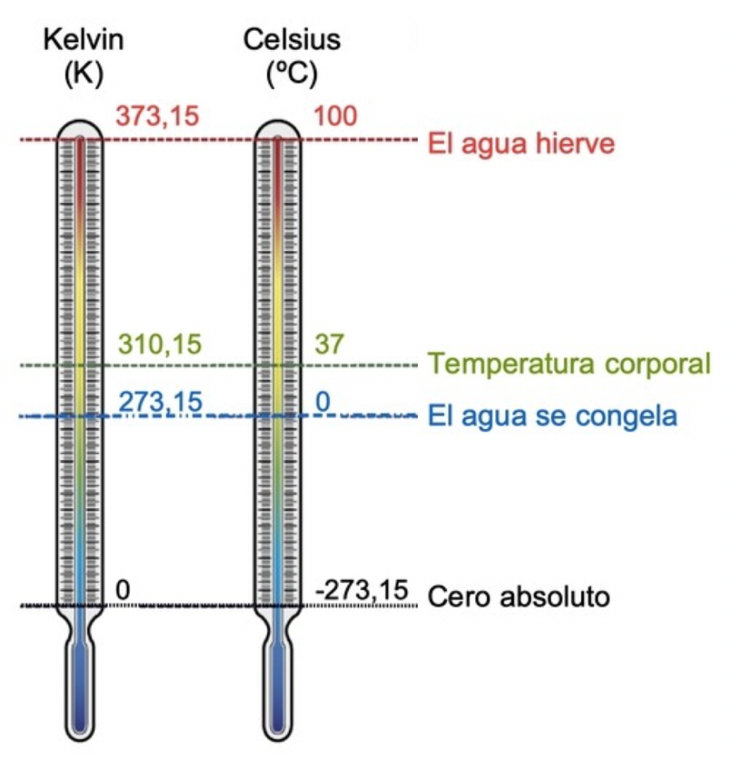 Kelvin
(K)
Celsius
(ºC)
373,15
100
El agua hierve
310,15
37
Temperatura corporal
273,15
0
El agua se congela
0
-273,15
Cero absoluto